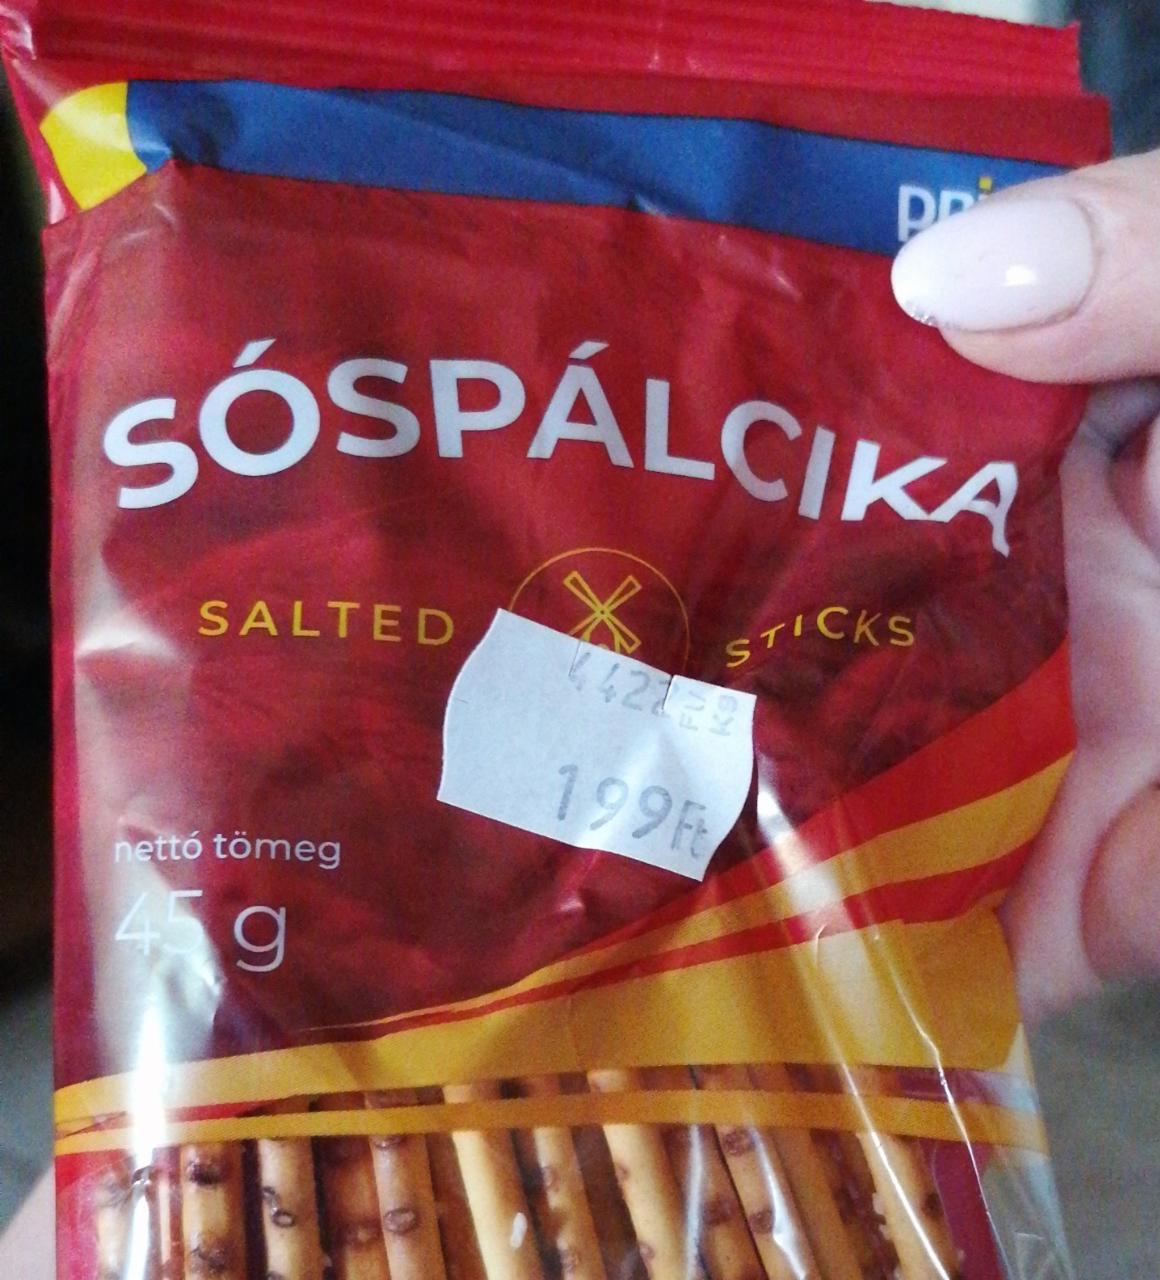 SÓSPÁLCIKA
SALTED STICKS
4422 Ft/ Kg
199Ft
nettó tömeg
45 g